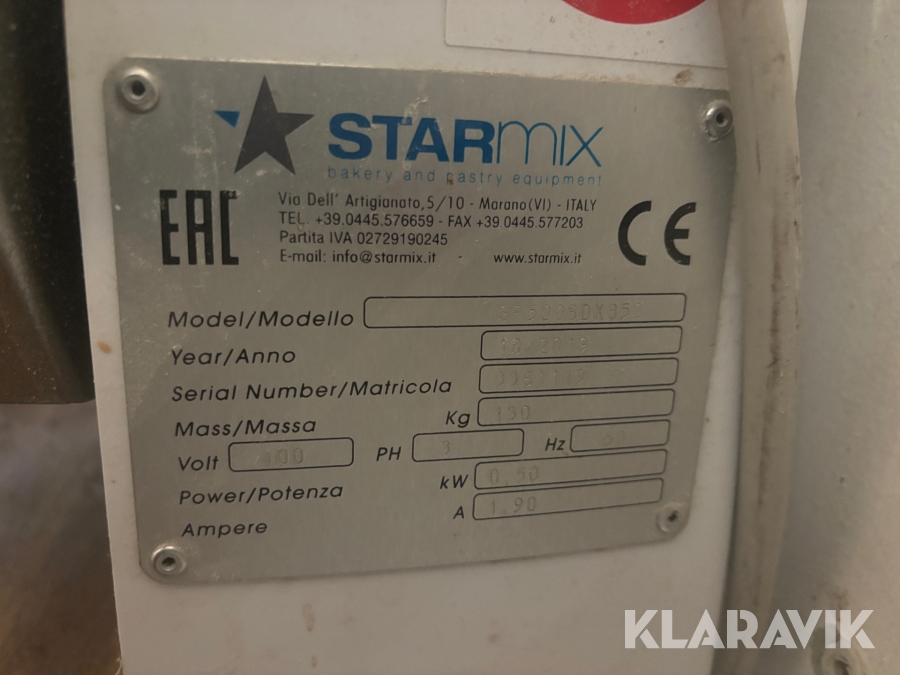 STARmix
bakery and pastry equipment
EAC
Via Dell' Artigianato, 5/10 - Marano(VI) - ITALY
TEL. +39.0445.576659 - FAX +39.0445.577203
Partita IVA 02729190245
E-mail: info@starmix.it - www.starmix.it
CE
Model/Modello
Year/Anno
Serial Number/Matricola
Mass/Massa Kg 130
Volt 400 PH 3 Hz
Power/Potenza kW 0,50
Ampere A 1.90
KLARAVIK